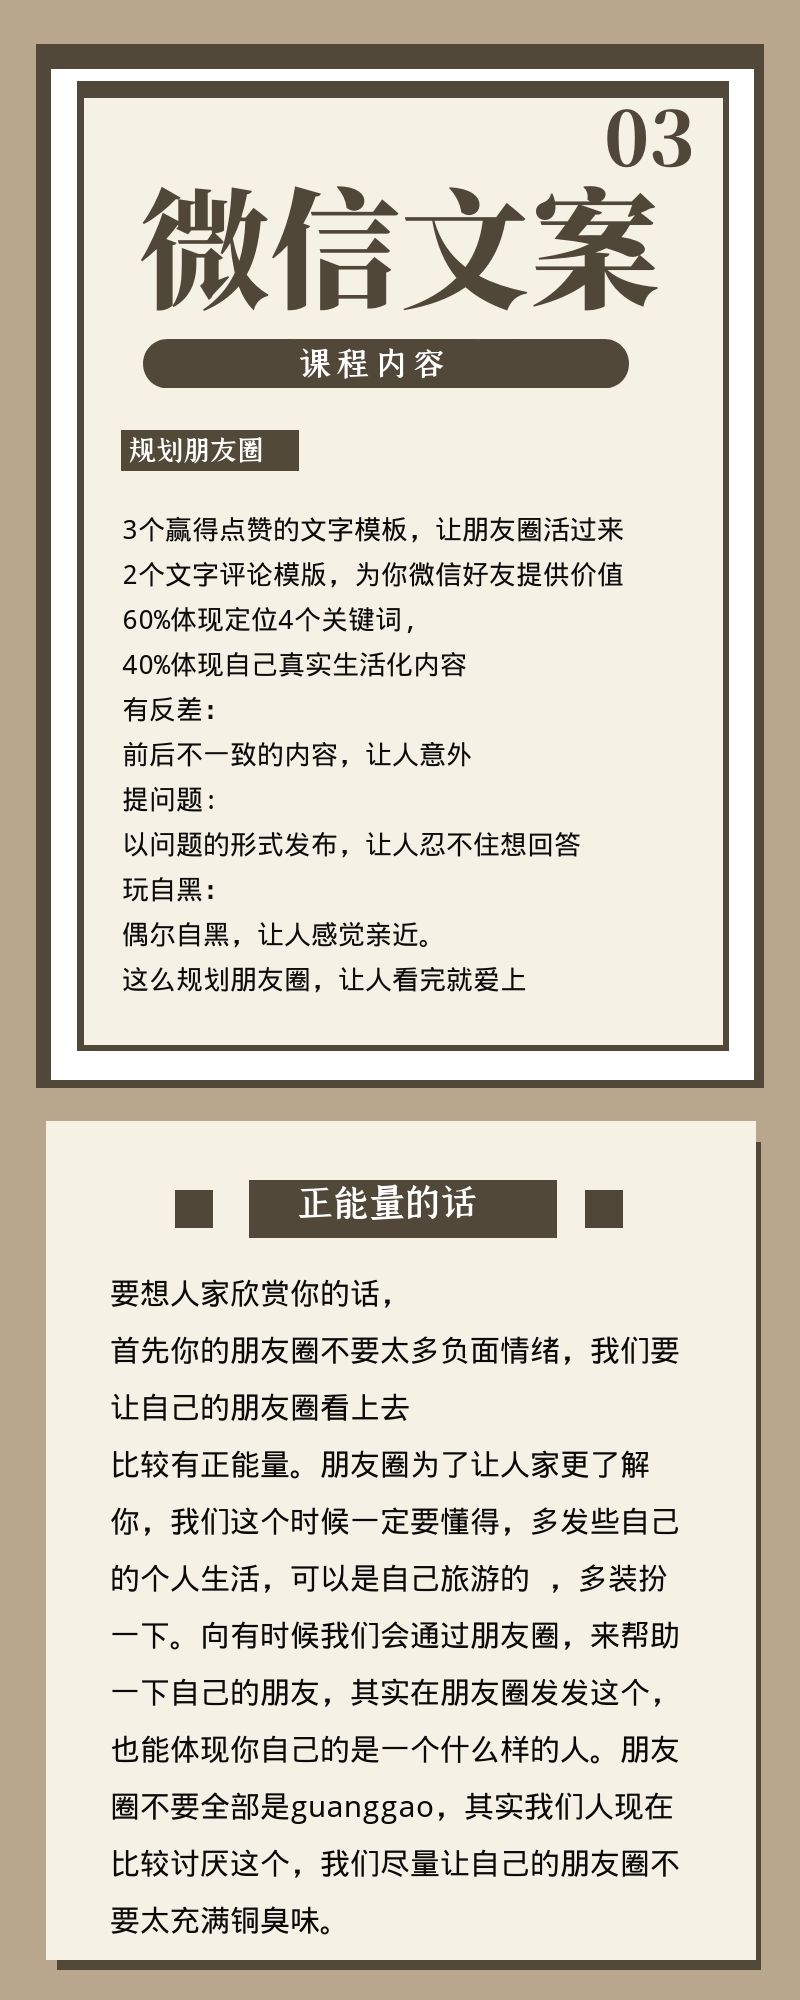 03
微信文案
课程内容
规划朋友圈
3个赢得点赞的文字模板，让朋友圈活过来
2个文字评论模版，为你微信好友提供价值
60%体现定位4个关键词,
40%体现自己真实生活化内容
有反差：
前后不一致的内容，让人意外
提问题:
以问题的形式发布，让人忍不住想回答
玩自黑：
偶尔自黑，让人感觉亲近。
这么规划朋友圈，让人看完就爱上
正能量的话
要想人家欣赏你的话，
首先你的朋友圈不要太多负面情绪，我们要
让自己的朋友圈看上去
比较有正能量。朋友圈为了让人家更了解
你，我们这个时候一定要懂得，多发些自己
的个人生活，可以是自己旅游的 ，多装扮
一下。向有时候我们会通过朋友圈，来帮助
一下自己的朋友，其实在朋友圈发发这个，
也能体现你自己的是一个什么样的人。朋友
圈不要全部是guanggao，其实我们人现在
比较讨厌这个，我们尽量让自己的朋友圈不
要太充满铜臭味。